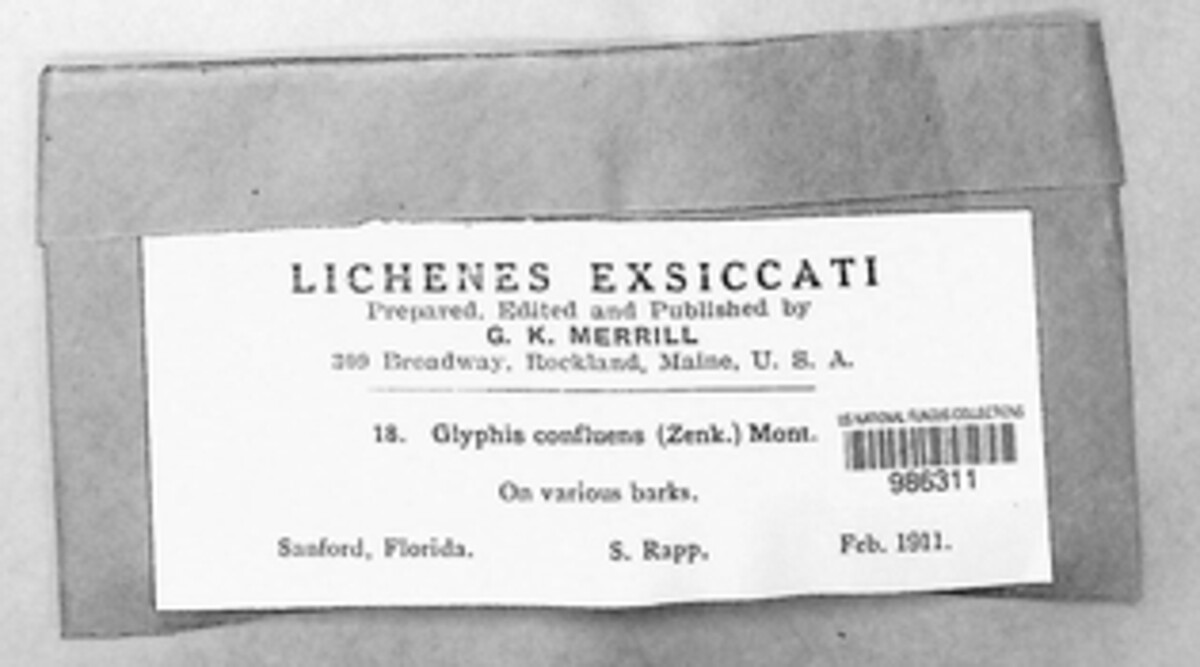 LICHENES EXSICCATI
Prepared, Edited and Published by
G. K. MERRILL
309 Broadway, Rockland, Maine, U. S. A.
18. Glyphis confluens (Zenk.) Mont.
US NATIONAL FUNGUS COLLECTIONS
986311
On various barks.
Sanford, Florida. S. Rapp. Feb. 1911.